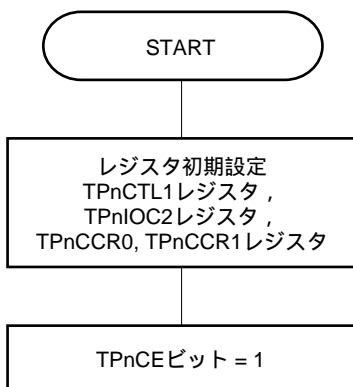 START
レジスタ初期設定
TPnCTL1レジスタ，
TPnIOC2レジスタ，
TPnCCR0, TPnCCR1レジスタ
TPnCEビット = 1